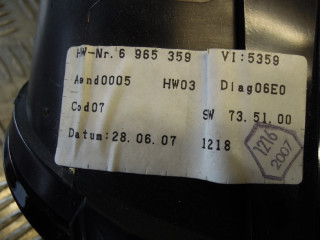 HW-Nr. 6 965 359 VI:5359
Aend0005 HW03 Diag06E0
Cod07 SW 73.51.00
Datum: 28.06.07 1218
1216
2007